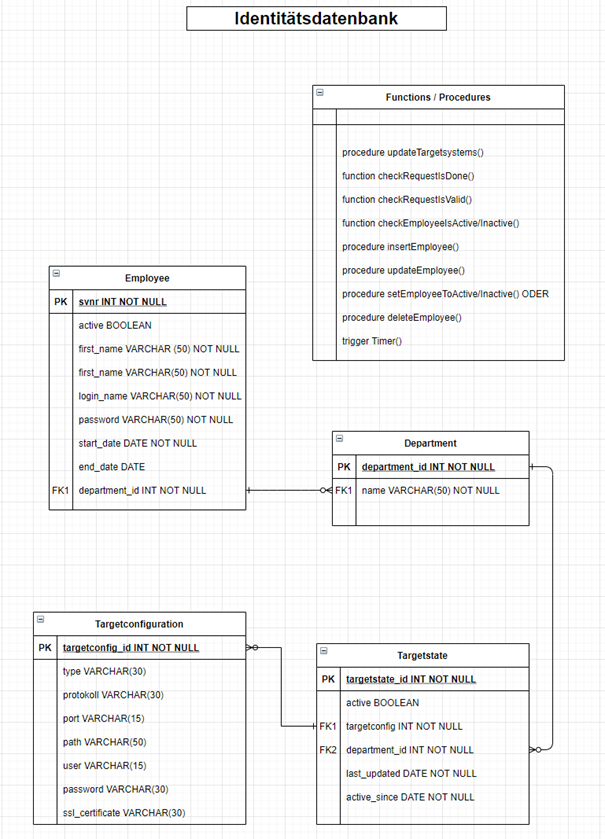 Identitätsdatenbank
Functions / Procedures
procedure updateTargetsystems()
function checkRequestIsDone()
function checkRequestIsValid()
function checkEmployeeIsActive/Inactive()
procedure insertEmployee()
procedure updateEmployee()
procedure setEmployeeToActive/Inactive() ODER
procedure deleteEmployee()
trigger Timer()
Employee
PK svnr INT NOT NULL
active BOOLEAN
first_name VARCHAR (50) NOT NULL
first_name VARCHAR(50) NOT NULL
login_name VARCHAR(50) NOT NULL
password VARCHAR(50) NOT NULL
start_date DATE NOT NULL
end_date DATE
FK1 department_id INT NOT NULL
Department
PK department_id INT NOT NULL
FK1 name VARCHAR(50) NOT NULL
Targetconfiguration
PK targetconfig_id INT NOT NULL
type VARCHAR(30)
protokoll VARCHAR(30)
port VARCHAR(15)
path VARCHAR(50)
user VARCHAR(15)
password VARCHAR(30)
ssl_certificate VARCHAR(30)
Targetstate
PK targetstate_id INT NOT NULL
active BOOLEAN
FK1 targetconfig INT NOT NULL
FK2 department_id INT NOT NULL
last_updated DATE NOT NULL
active_since DATE NOT NULL